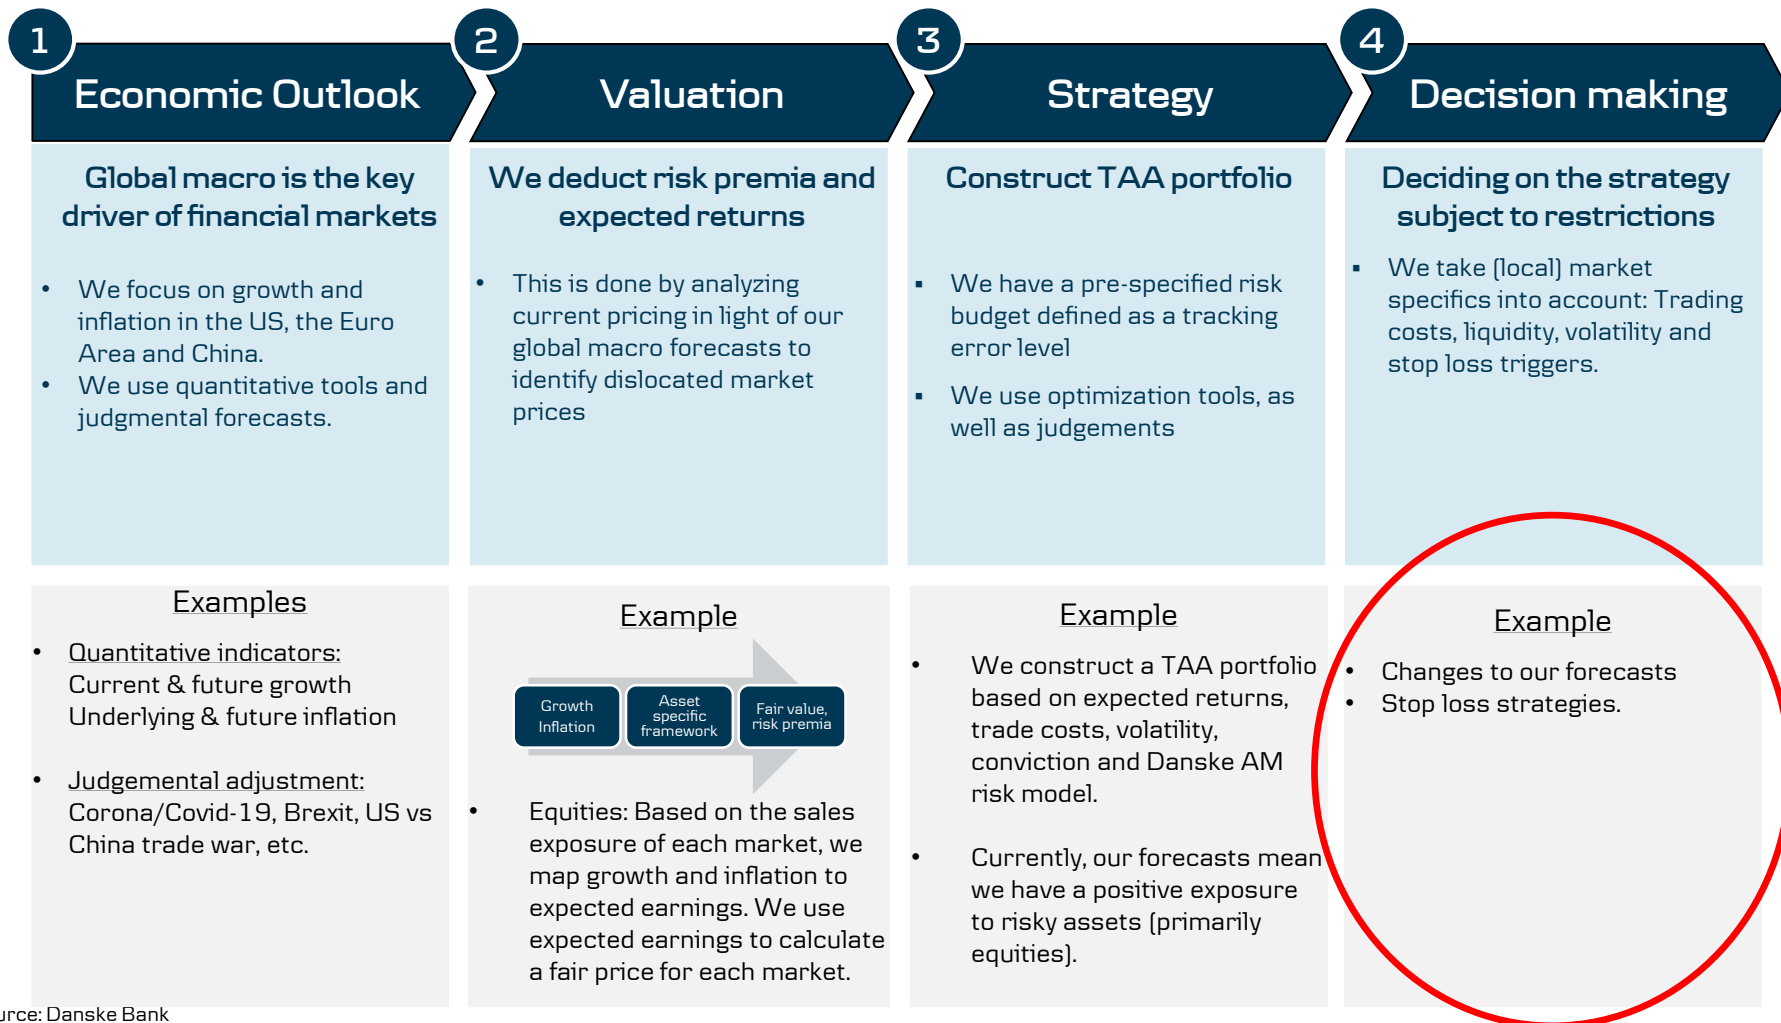 1
Economic Outlook
Global macro is the key
driver of financial markets
• We focus on growth and
inflation in the US, the Euro
Area and China.
• We use quantitative tools and
judgmental forecasts.
Examples
• Quantitative indicators:
Current & future growth
Underlying & future inflation
• Judgemental adjustment:
Corona/Covid-19, Brexit, US vs
China trade war, etc.
2
Valuation
We deduct risk premia and
expected returns
• This is done by analyzing
current pricing in light of our
global macro forecasts to
identify dislocated market
prices
Example
Growth
Inflation
Asset
specific
framework
Fair value,
risk premia
• Equities: Based on the sales
exposure of each market, we
map growth and inflation to
expected earnings. We use
expected earnings to calculate
a fair price for each market.
3
Strategy
Construct TAA portfolio
▪ We have a pre-specified risk
budget defined as a tracking
error level
▪ We use optimization tools, as
well as judgements
Example
• We construct a TAA portfolio
based on expected returns,
trade costs, volatility,
conviction and Danske AM
risk model.
• Currently, our forecasts mean
we have a positive exposure
to risky assets (primarily
equities).
4
Decision making
Deciding on the strategy
subject to restrictions
▪ We take (local) market
specifics into account: Trading
costs, liquidity, volatility and
stop loss triggers.
Example
• Changes to our forecasts
• Stop loss strategies.
urce: Danske Bank